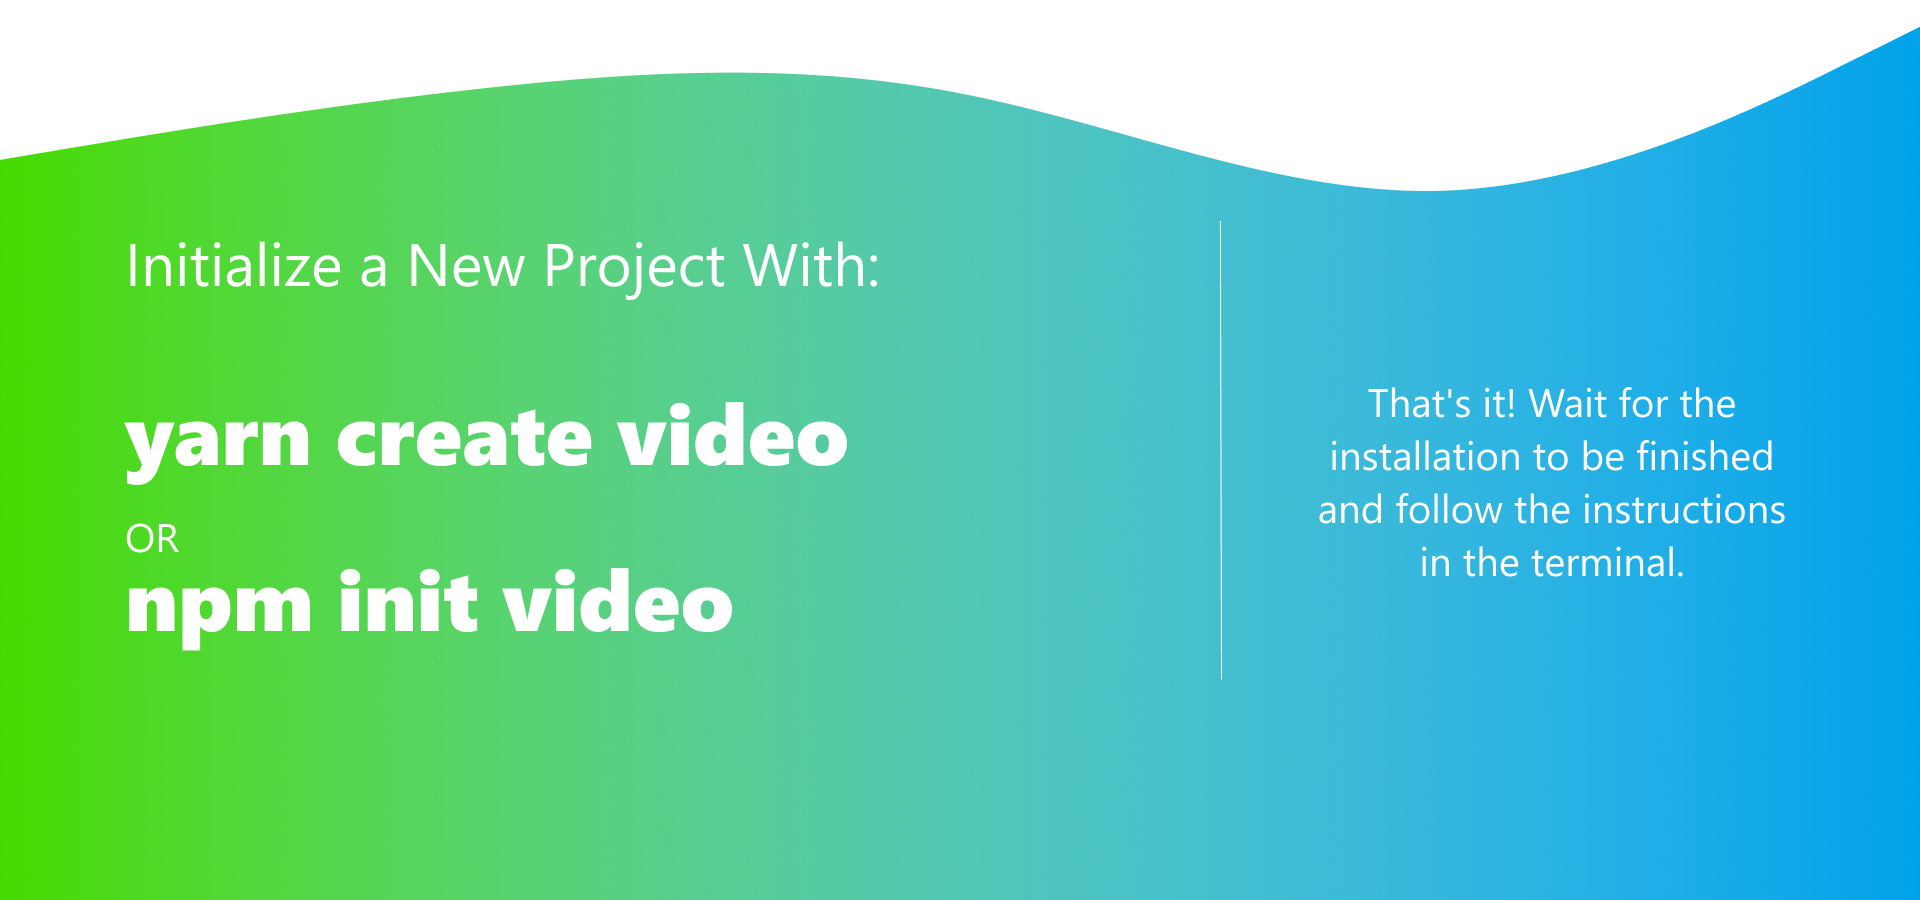 Initialize a New Project With:
yarn create video
OR
npm init video
That's it! Wait for the
installation to be finished
and follow the instructions
in the terminal.